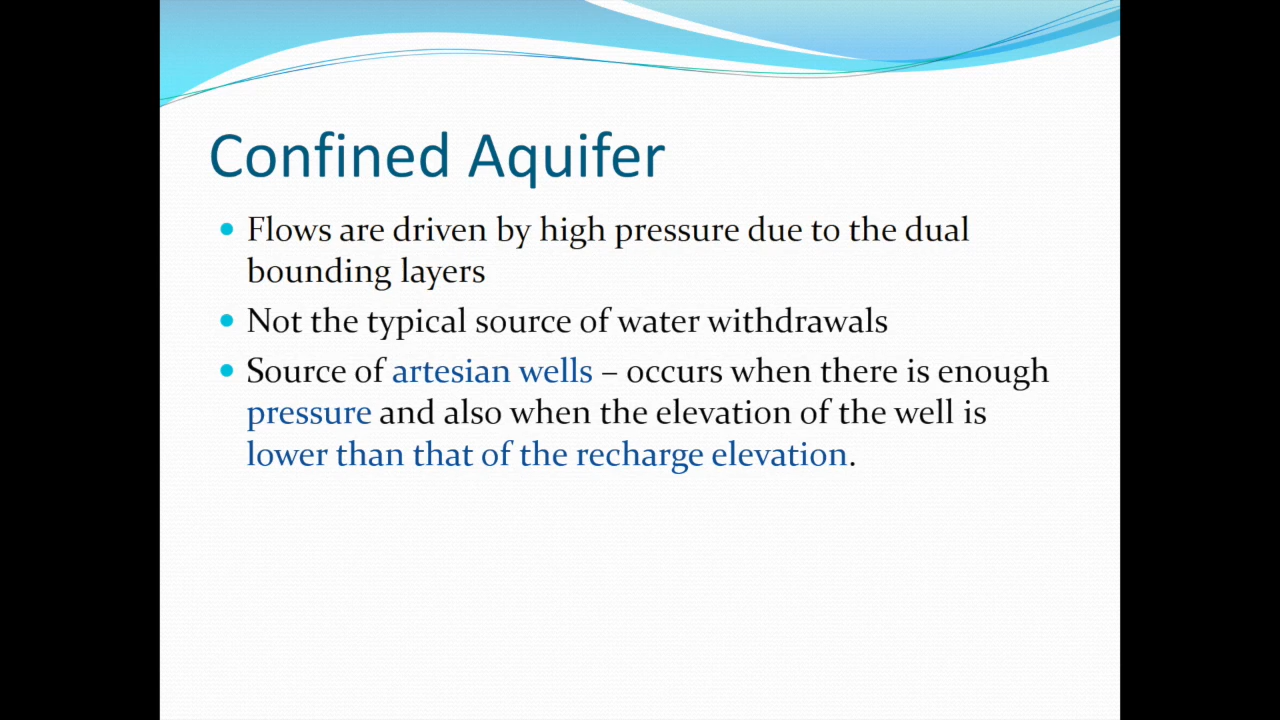 Confined Aquifer
• Flows are driven by high pressure due to the dual
bounding layers
• Not the typical source of water withdrawals
• Source of artesian wells – occurs when there is enough
pressure and also when the elevation of the well is
lower than that of the recharge elevation.